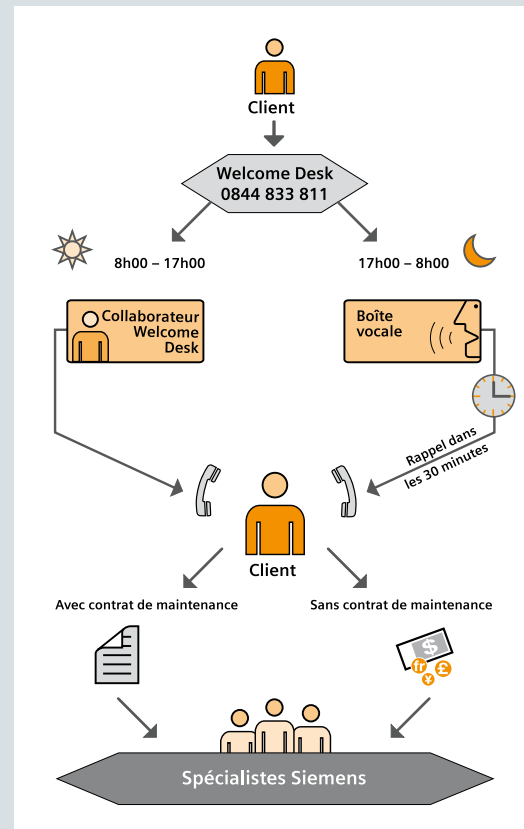 Client
Welcome Desk
0844 833 811
8h00 – 17h00
17h00 – 8h00
Collaborateur
Welcome
Desk
Boîte
vocale
Rappel dans
les 30 minutes
Client
Avec contrat de maintenance
Sans contrat de maintenance
$
fr
¥
£
Spécialistes Siemens